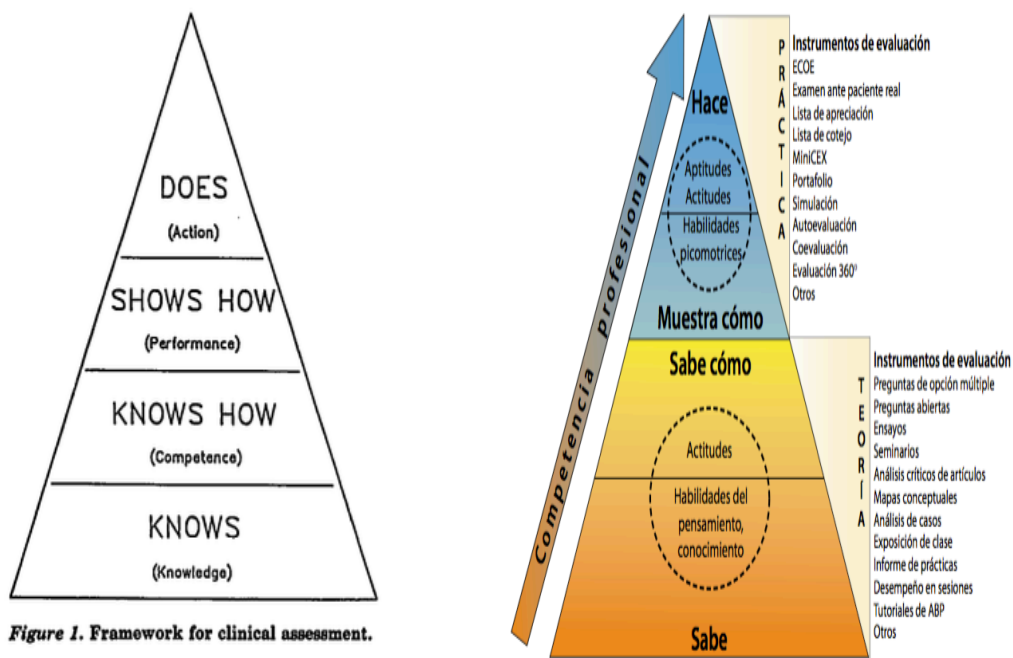 DOES
(Action)
SHOWS HOW
(Performance)
KNOWS HOW
(Competence)
KNOWS
(Knowledge)
Figure 1. Framework for clinical assessment.
Competencia profesional
Hace
Aptitudes
Actitudes
Habilidades
picomotrices
Muestra cómo
Sabe cómo
Actitudes
Habilidades del
pensamiento,
conocimiento
Sabe
PRÁCTICA
Instrumentos de evaluación
ECOE
Examen ante paciente real
Lista de apreciación
Lista de cotejo
MiniCEX
Portafolio
Simulación
Autoevaluación
Coevaluación
Evaluación 360°
Otros
TEORÍA
Instrumentos de evaluación
Preguntas de opción múltiple
Preguntas abiertas
Ensayos
Seminarios
Análisis críticos de artículos
Mapas conceptuales
Análisis de casos
Exposición de clase
Informe de prácticas
Desempeño en sesiones
Tutoriales de ABP
Otros